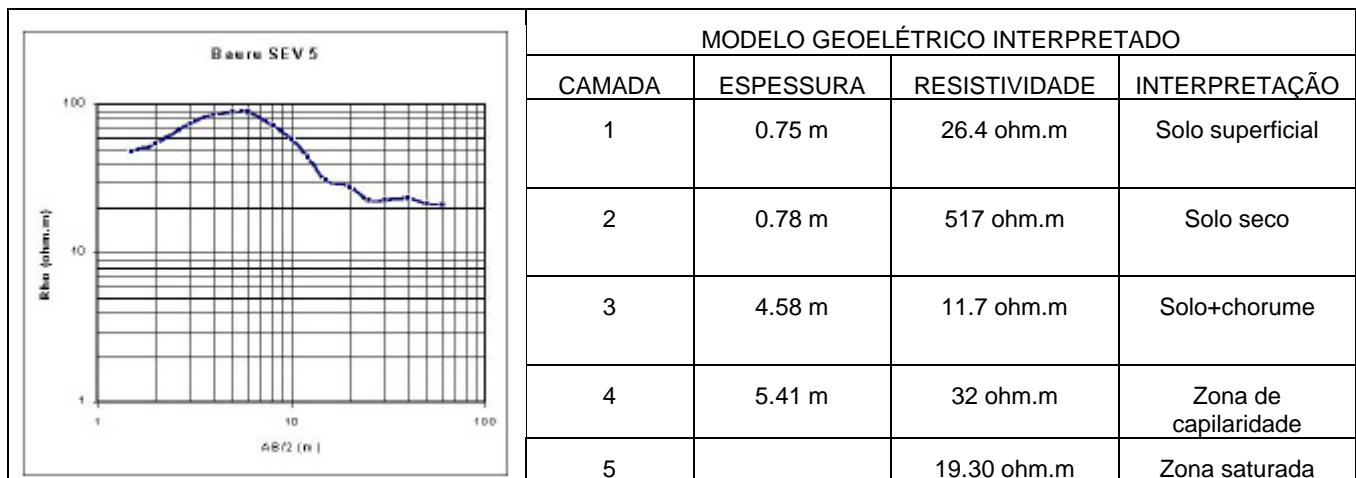 Bauru SEV 5
100
10
1
Rho (ohm.m)
1
10
100
AB/2 (m)
MODELO GEOELÉTRICO INTERPRETADO
CAMADA ESPESSURA RESISTIVIDADE INTERPRETAÇÃO
1 0.75 m 26.4 ohm.m Solo superficial
2 0.78 m 517 ohm.m Solo seco
3 4.58 m 11.7 ohm.m Solo+chorume
4 5.41 m 32 ohm.m Zona de
capilaridade
5 19.30 ohm.m Zona saturada